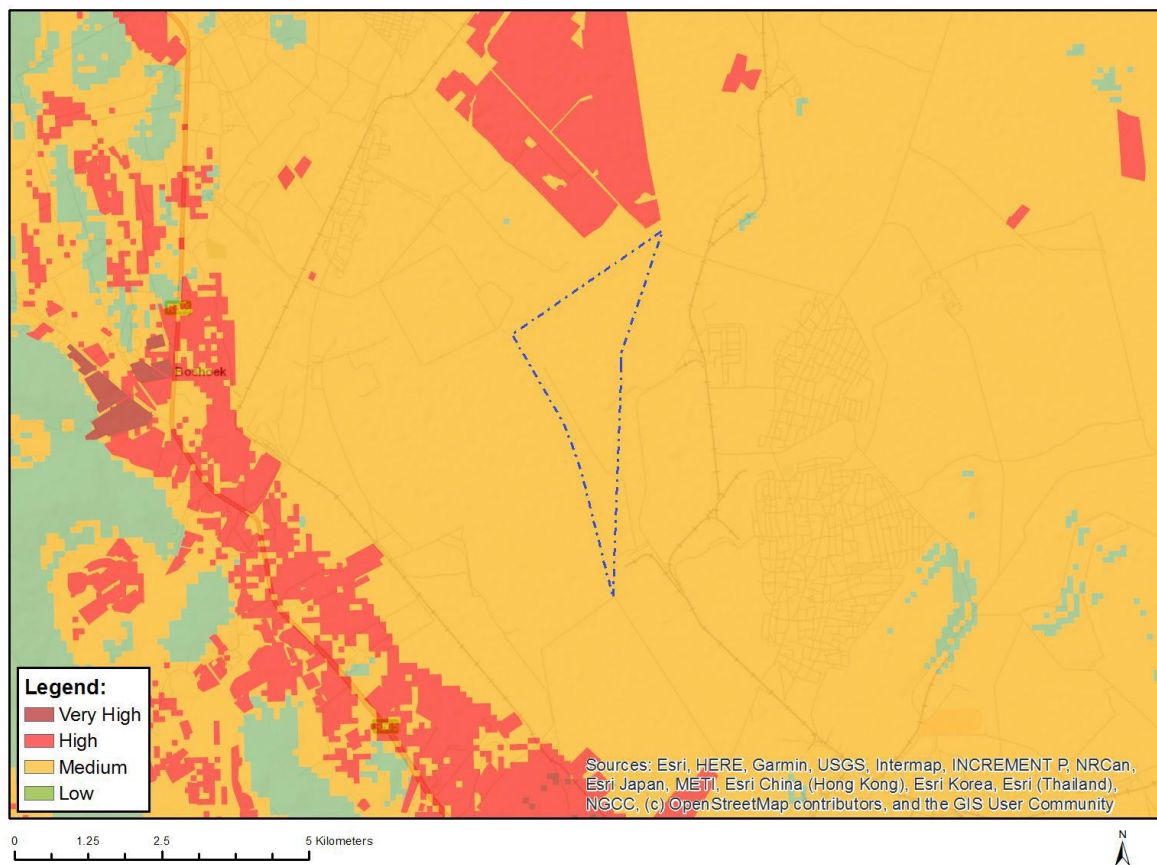 Boshoek
Legend:
Very High
High
Medium
Low
Sources: Esri, HERE, Garmin, USGS, Intermap, INCREMENT P, NRCan,
Esri Japan, METI, Esri China (Hong Kong), Esri Korea, Esri (Thailand),
NGCC, (c) OpenStreetMap contributors, and the GIS User Community
0 1.25 2.5 5 Kilometers
N